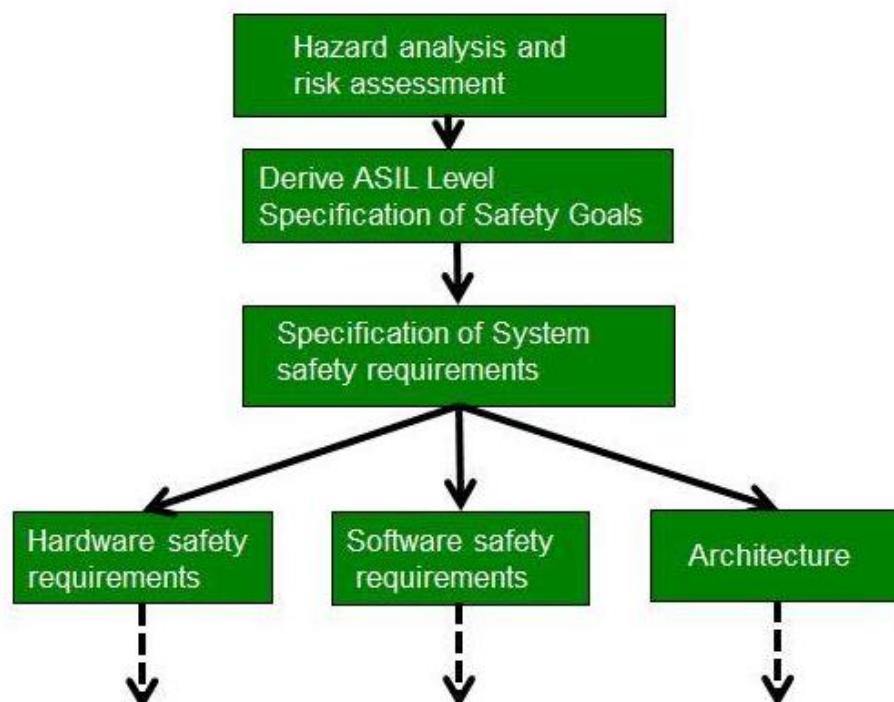 Hazard analysis and
risk assessment
Derive ASIL Level
Specification of Safety Goals
Specification of System
safety requirements
Hardware safety
requirements
Software safety
requirements
Architecture